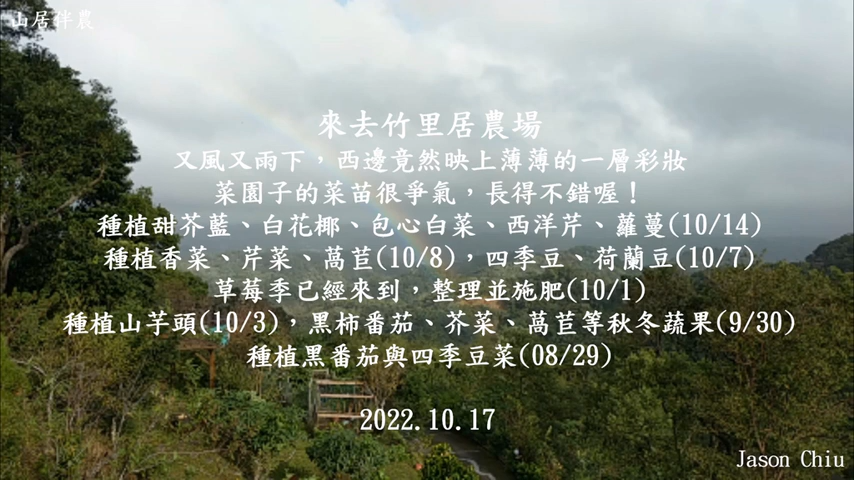 山居伴農
來去竹里居農場
又風又雨下，西邊竟然映上薄薄的一層彩妝
菜園子的菜苗很爭氣，長得不錯喔！
種植甜芥藍、白花椰、包心白菜、西洋芹、蘿蔓(10/14)
種植香菜、芹菜、萵苣(10/8)，四季豆、荷蘭豆(10/7)
草莓季已經來到，整理並施肥(10/1)
種植山芋頭(10/3)，黑柿番茄、芥菜、萵苣等秋冬蔬果(9/30)
種植黑番茄與四季豆菜(08/29)
2022.10.17
Jason Chiu